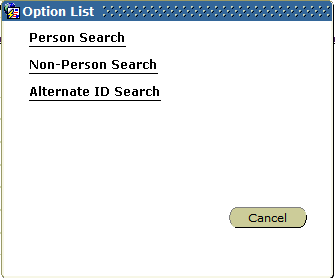 Option List
Person Search
Non-Person Search
Alternate ID Search
Cancel